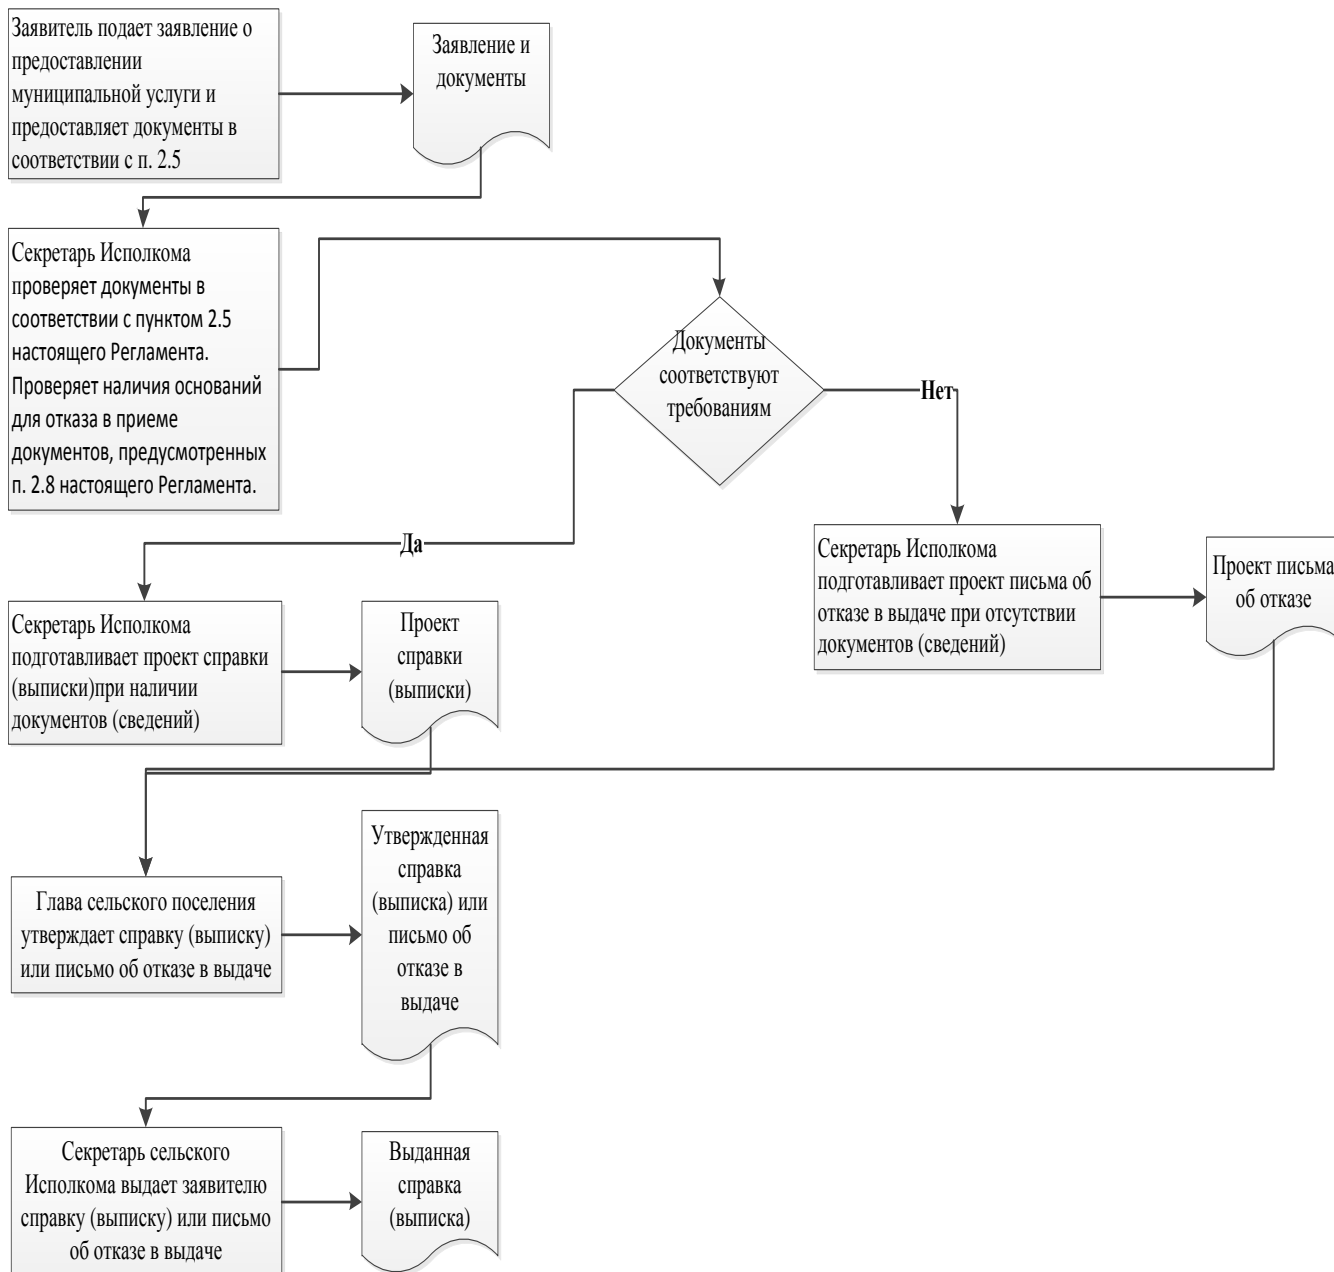 Заявитель подает заявление о
предоставлении
муниципальной услуги и
предоставляет документы в
соответствии с п. 2.5
Заявление и
документы
Секретарь Исполкома
проверяет документы в
соответствии с пунктом 2.5
настоящего Регламента.
Проверяет наличия оснований
для отказа в приеме
документов, предусмотренных
п. 2.8 настоящего Регламента.
Документы
соответствуют
требованиям
Нет
Да
Секретарь Исполкома
подготавливает проект письма об
отказе в выдаче при отсутствии
документов (сведений)
Проект письма
об отказе
Секретарь Исполкома
подготавливает проект справки
(выписки)при наличии
документов (сведений)
Проект
справки
(выписки)
Глава сельского поселения
утверждает справку (выписку)
или письмо об отказе в выдаче
Утвержденная
справка
(выписка) или
письмо об
отказе в
выдаче
Секретарь сельского
Исполкома выдает заявителю
справку (выписку) или письмо
об отказе в выдаче
Выданная
справка
(выписка)